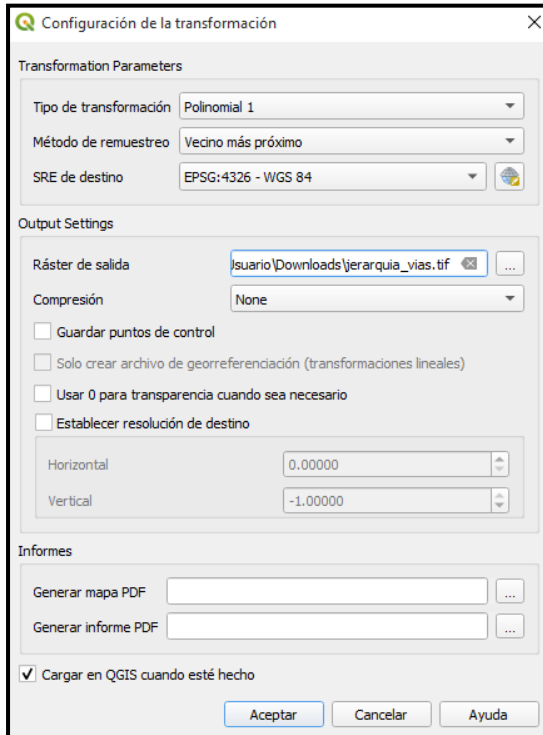 Configuración de la transformación
Transformation Parameters
Tipo de transformación Polinomial 1
Método de remuestreo Vecino más próximo
SRE de destino EPSG:4326 - WGS 84
Output Settings
Ráster de salida Jsuario\Downloads\jerarquia_vias.tif ...
Compresión None
Guardar puntos de control
Solo crear archivo de georreferenciación (transformaciones lineales)
Usar 0 para transparencia cuando sea necesario
Establecer resolución de destino
Horizontal 0.00000
Vertical -1.00000
Informes
Generar mapa PDF ...
Generar informe PDF ...
Cargar en QGIS cuando esté hecho
Aceptar Cancelar Ayuda